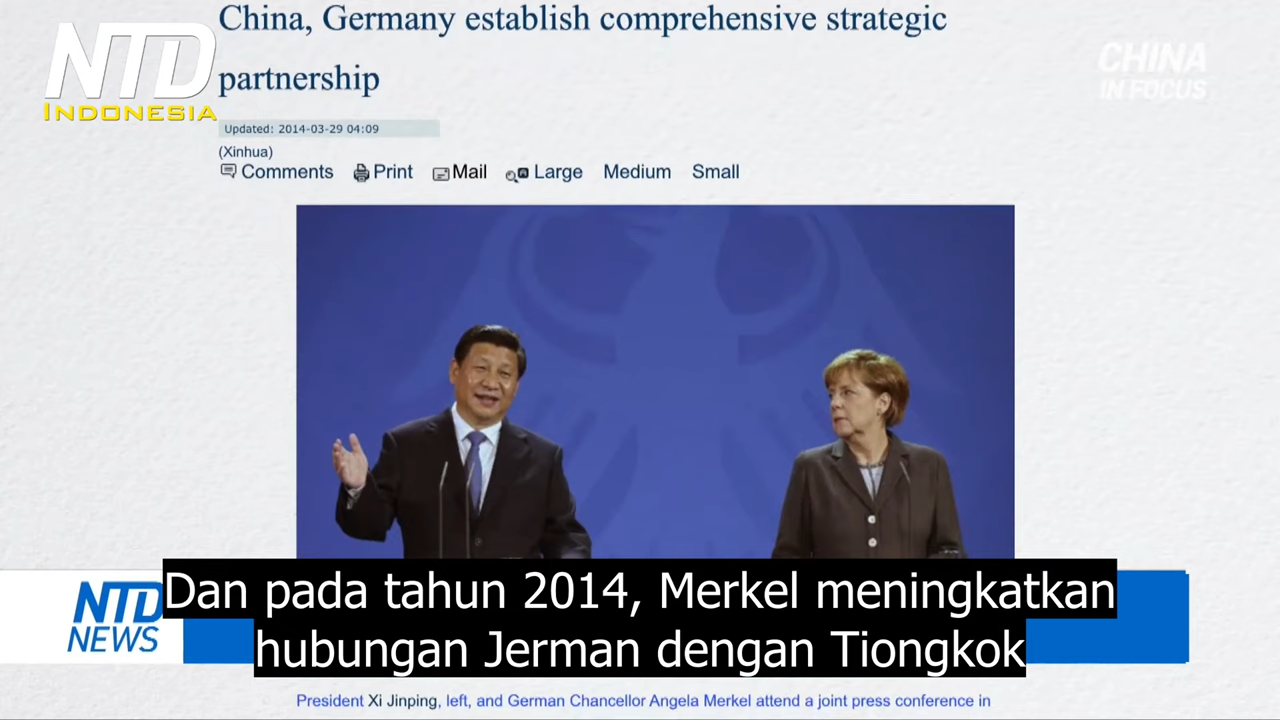 China, Germany establish comprehensive strategic
partnership
NTD
INDONESIA
CHINA
IN FOCUS
Updated: 2014-03-29 04:09
(Xinhua)
Comments Print Mail Large Medium Small
NTD
NEWS
Dan pada tahun 2014, Merkel meningkatkan
hubungan Jerman dengan Tiongkok
President Xi Jinping, left, and German Chancellor Angela Merkel attend a joint press conference in